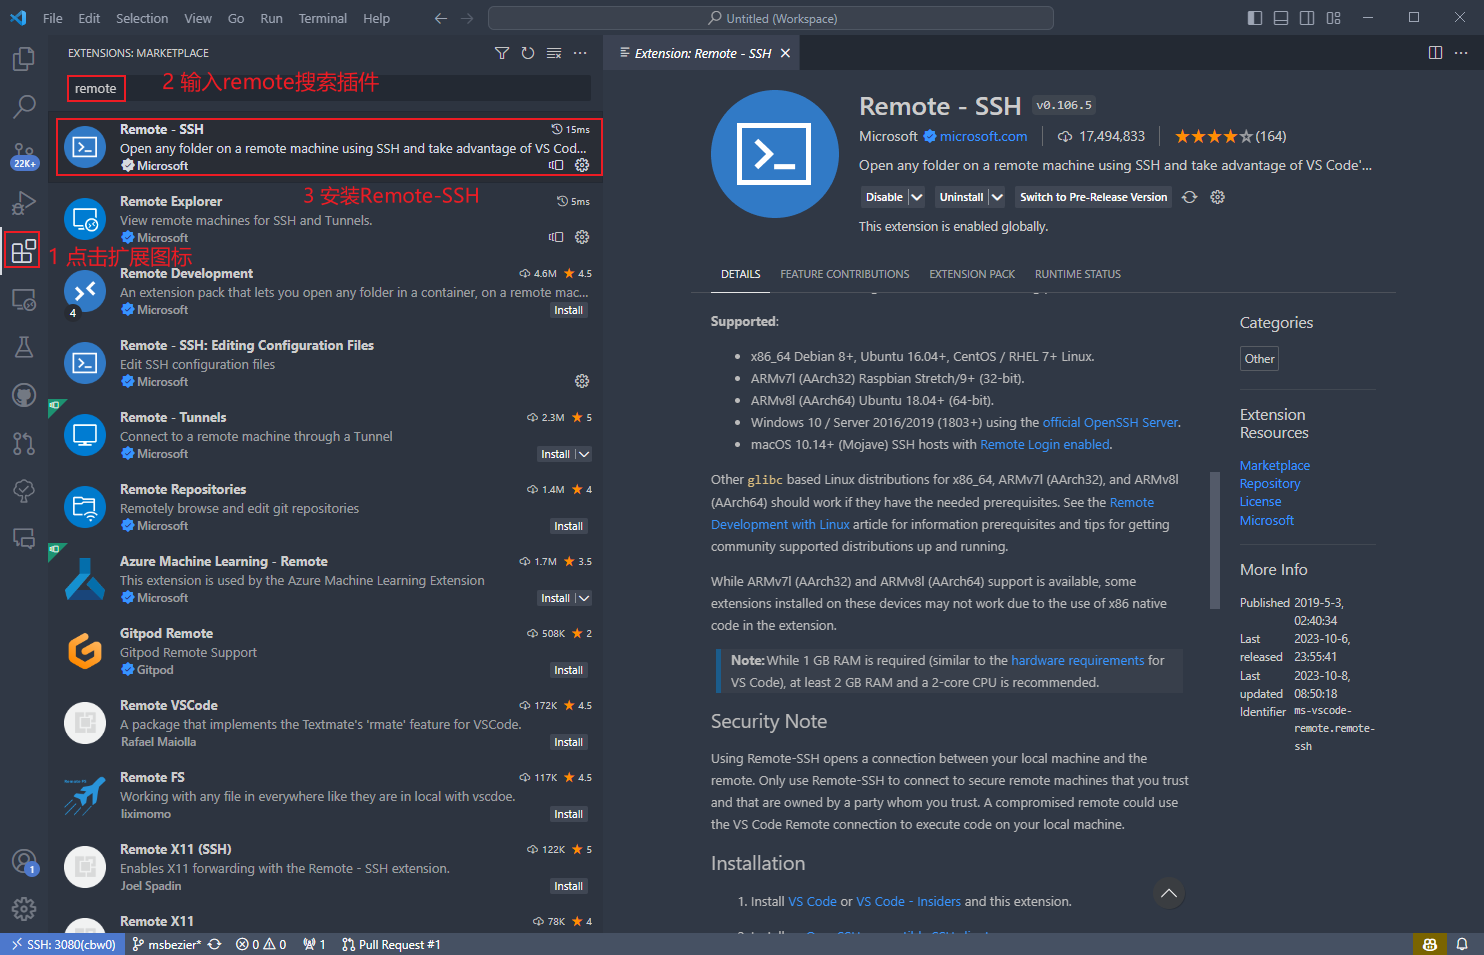 File Edit Selection View Go Run Terminal Help
Untitled (Workspace)
EXTENSIONS: MARKETPLACE
remote
2 输入remote搜索插件
22K+
1 点击扩展图标
3 安装Remote-SSH
Remote - SSH
15ms
Open any folder on a remote machine using SSH and take advantage of VS Cod...
Microsoft
Remote Explorer
5ms
View remote machines for SSH and Tunnels.
Microsoft
Remote Development
4.6M 4.5
An extension pack that lets you open any folder in a container, on a remote mac...
4
Microsoft
Install
Remote - SSH: Editing Configuration Files
Edit SSH configuration files
Microsoft
Remote - Tunnels
2.3M 5
Connect to a remote machine through a Tunnel
Microsoft
Install
Remote Repositories
1.4M 4
Remotely browse and edit git repositories
Microsoft
Install
Azure Machine Learning - Remote
1.7M 3.5
This extension is used by the Azure Machine Learning Extension
Microsoft
Install
Gitpod Remote
508K 2
Gitpod Remote Support
Gitpod
Install
Remote VSCode
172K 4.5
A package that implements the Textmate's 'rmate' feature for VSCode.
Rafael Maiolla
Install
Remote FS
117K 4.5
Working with any file in everywhere like they are in local with vscdoe.
liximomo
Install
Remote X11 (SSH)
122K 5
Enables X11 forwarding with the Remote - SSH extension.
Joel Spadin
Install
Remote X11
78K 4
1
Extension: Remote - SSH
Remote - SSH v0.106.5
Microsoft microsoft.com 17,494,833 (164)
Open any folder on a remote machine using SSH and take advantage of VS Code'...
Disable Uninstall Switch to Pre-Release Version
This extension is enabled globally.
DETAILS FEATURE CONTRIBUTIONS EXTENSION PACK RUNTIME STATUS
Supported:
• x86_64 Debian 8+, Ubuntu 16.04+, CentOS / RHEL 7+ Linux.
• ARMv7l (AArch32) Raspbian Stretch/9+ (32-bit).
• ARMv8l (AArch64) Ubuntu 18.04+ (64-bit).
• Windows 10 / Server 2016/2019 (1803+) using the official OpenSSH Server.
• macOS 10.14+ (Mojave) SSH hosts with Remote Login enabled.
Other glibc based Linux distributions for x86_64, ARMv7l (AArch32), and ARMv8l
(AArch64) should work if they have the needed prerequisites. See the Remote
Development with Linux article for information prerequisites and tips for getting
community supported distributions up and running.
While ARMv7l (AArch32) and ARMv8l (AArch64) support is available, some
extensions installed on these devices may not work due to the use of x86 native
code in the extension.
Note: While 1 GB RAM is required (similar to the hardware requirements for
VS Code), at least 2 GB RAM and a 2-core CPU is recommended.
Security Note
Using Remote-SSH opens a connection between your local machine and the
remote. Only use Remote-SSH to connect to secure remote machines that you trust
and that are owned by a party whom you trust. A compromised remote could use
the VS Code Remote connection to execute code on your local machine.
Installation
1. Install VS Code or VS Code - Insiders and this extension.
Categories
Other
Extension
Resources
Marketplace
Repository
License
Microsoft
More Info
Published 2019-5-3,
02:40:34
Last 2023-10-6,
released 23:55:41
Last 2023-10-8,
updated 08:50:18
Identifier ms-vscode-
remote.remote-
ssh
SSH: 3080(cbw0) msbezier* 0 0 1 Pull Request #1